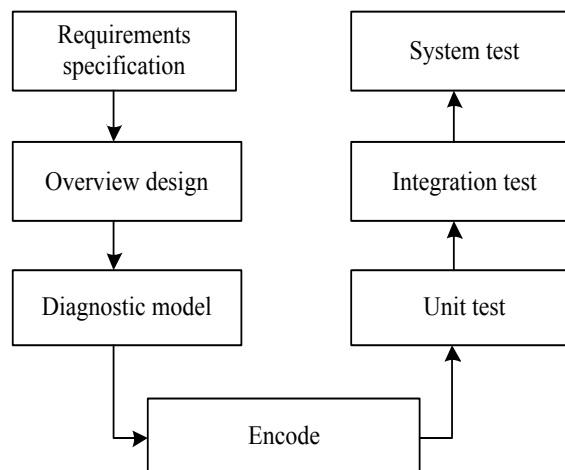 Requirements
specification
System test
Overview design
Integration test
Diagnostic model
Unit test
Encode